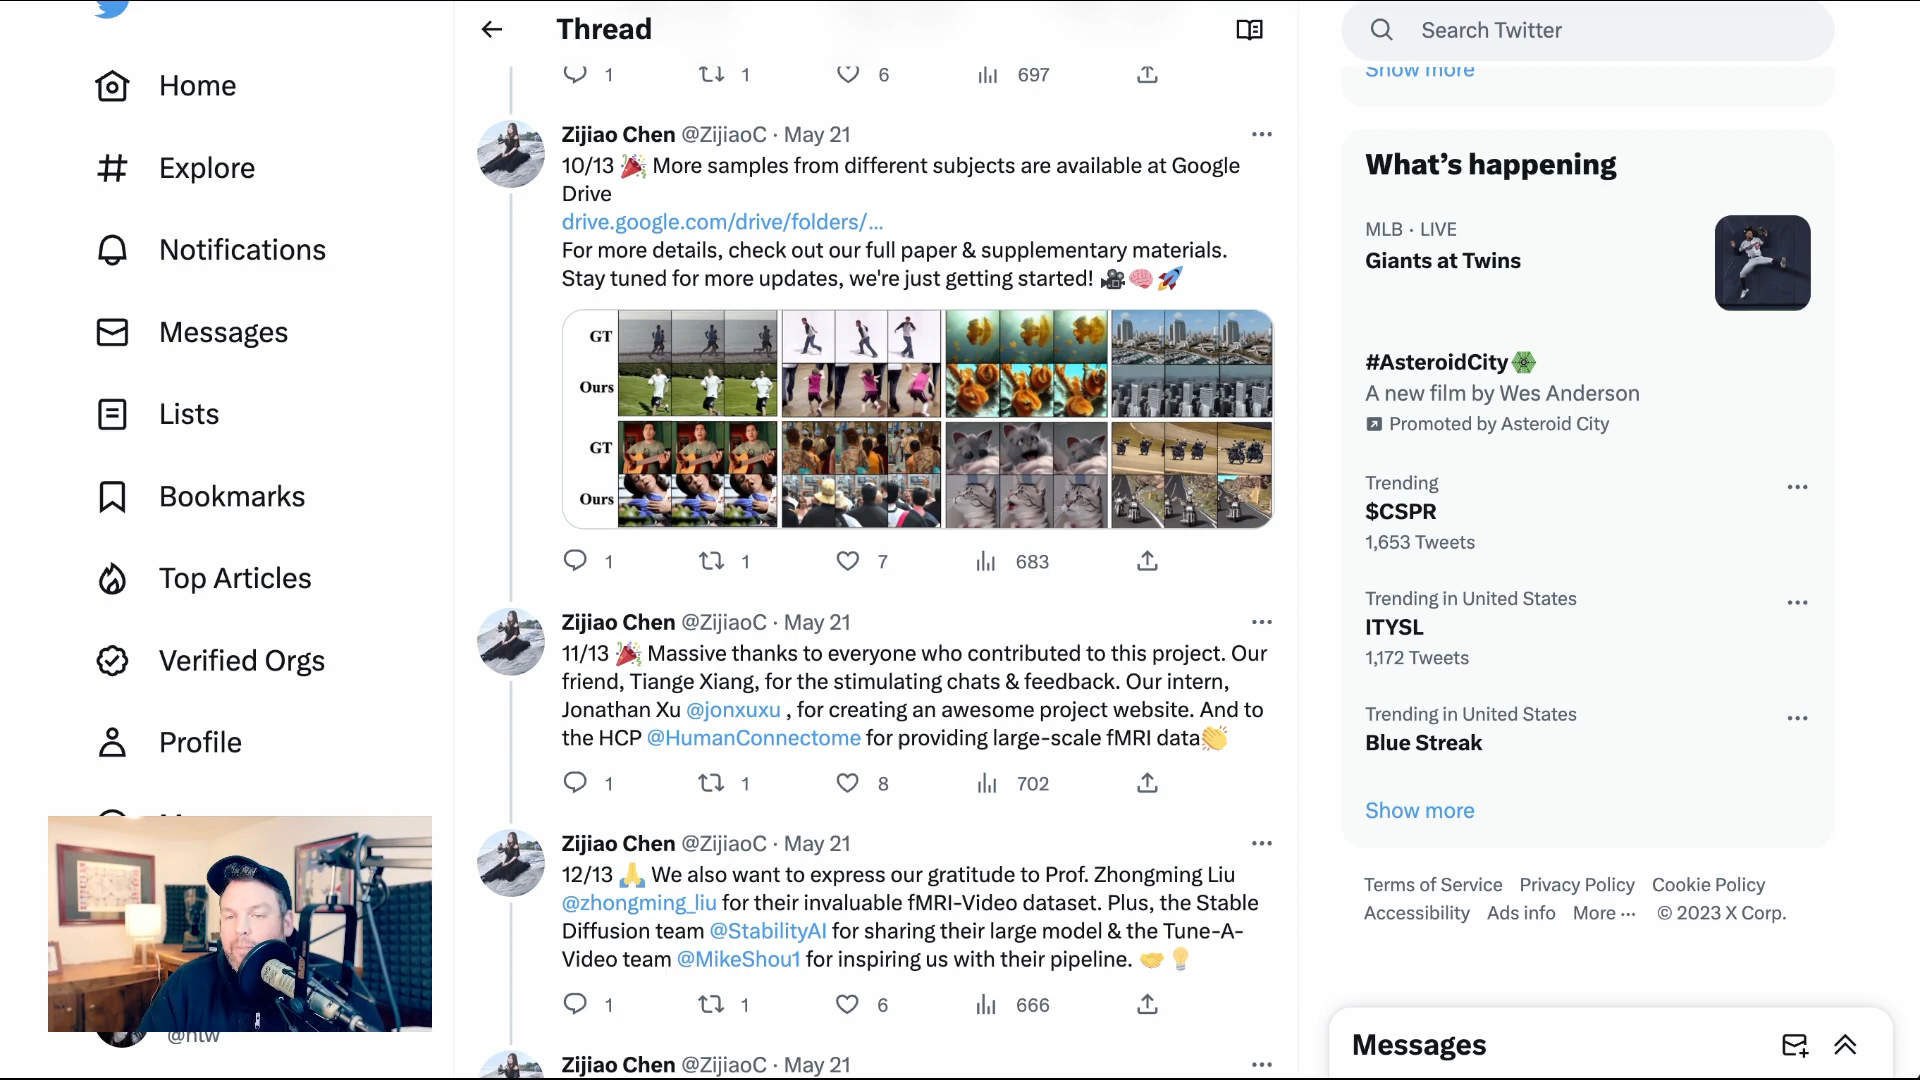 Home
Explore
Notifications
Messages
Lists
Bookmarks
Top Articles
Verified Orgs
Profile
@ntw
Thread
1 1 6 697
Zijiao Chen @ZijiaoC · May 21
10/13 🎉 More samples from different subjects are available at Google
Drive
drive.google.com/drive/folders/...
For more details, check out our full paper & supplementary materials.
Stay tuned for more updates, we're just getting started! 🎥🧠🚀
GT
Ours
GT
Ours
1 1 7 683
Zijiao Chen @ZijiaoC · May 21
11/13 🎉 Massive thanks to everyone who contributed to this project. Our
friend, Tiange Xiang, for the stimulating chats & feedback. Our intern,
Jonathan Xu @jonxuxu , for creating an awesome project website. And to
the HCP @HumanConnectome for providing large-scale fMRI data👏
1 1 8 702
Zijiao Chen @ZijiaoC · May 21
12/13 🙏 We also want to express our gratitude to Prof. Zhongming Liu
@zhongming_liu for their invaluable fMRI-Video dataset. Plus, the Stable
Diffusion team @StabilityAI for sharing their large model & the Tune-A-
Video team @MikeShou1 for inspiring us with their pipeline. 🤝 💡
1 1 6 666
Zijiao Chen @ZijiaoC · May 21
Search Twitter
Show more
What's happening
MLB · LIVE
Giants at Twins
#AsteroidCity
A new film by Wes Anderson
Promoted by Asteroid City
Trending
$CSPR
1,653 Tweets
Trending in United States
ITYSL
1,172 Tweets
Trending in United States
Blue Streak
Show more
Terms of Service Privacy Policy Cookie Policy
Accessibility Ads info More ··· © 2023 X Corp.
Messages